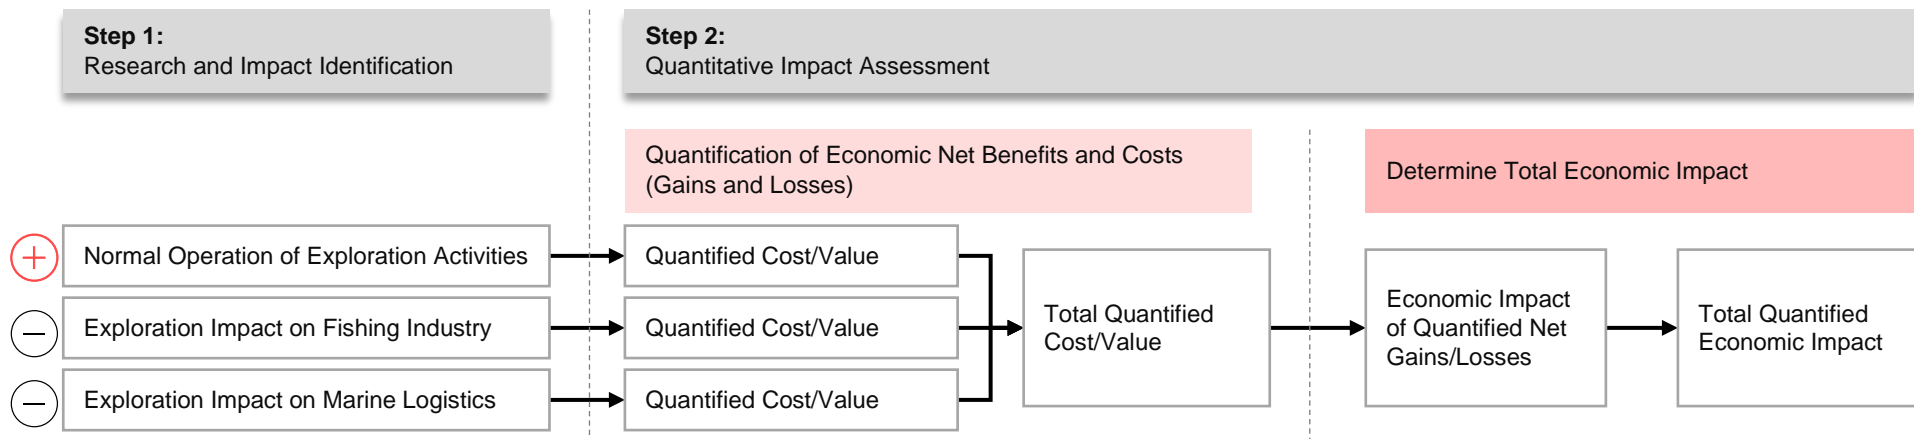 Step 1:
Research and Impact Identification
Step 2:
Quantitative Impact Assessment
Quantification of Economic Net Benefits and Costs
(Gains and Losses)
Determine Total Economic Impact
Normal Operation of Exploration Activities
Quantified Cost/Value
Exploration Impact on Fishing Industry
Quantified Cost/Value
Exploration Impact on Marine Logistics
Quantified Cost/Value
Total Quantified
Cost/Value
Economic Impact
of Quantified Net
Gains/Losses
Total Quantified
Economic Impact